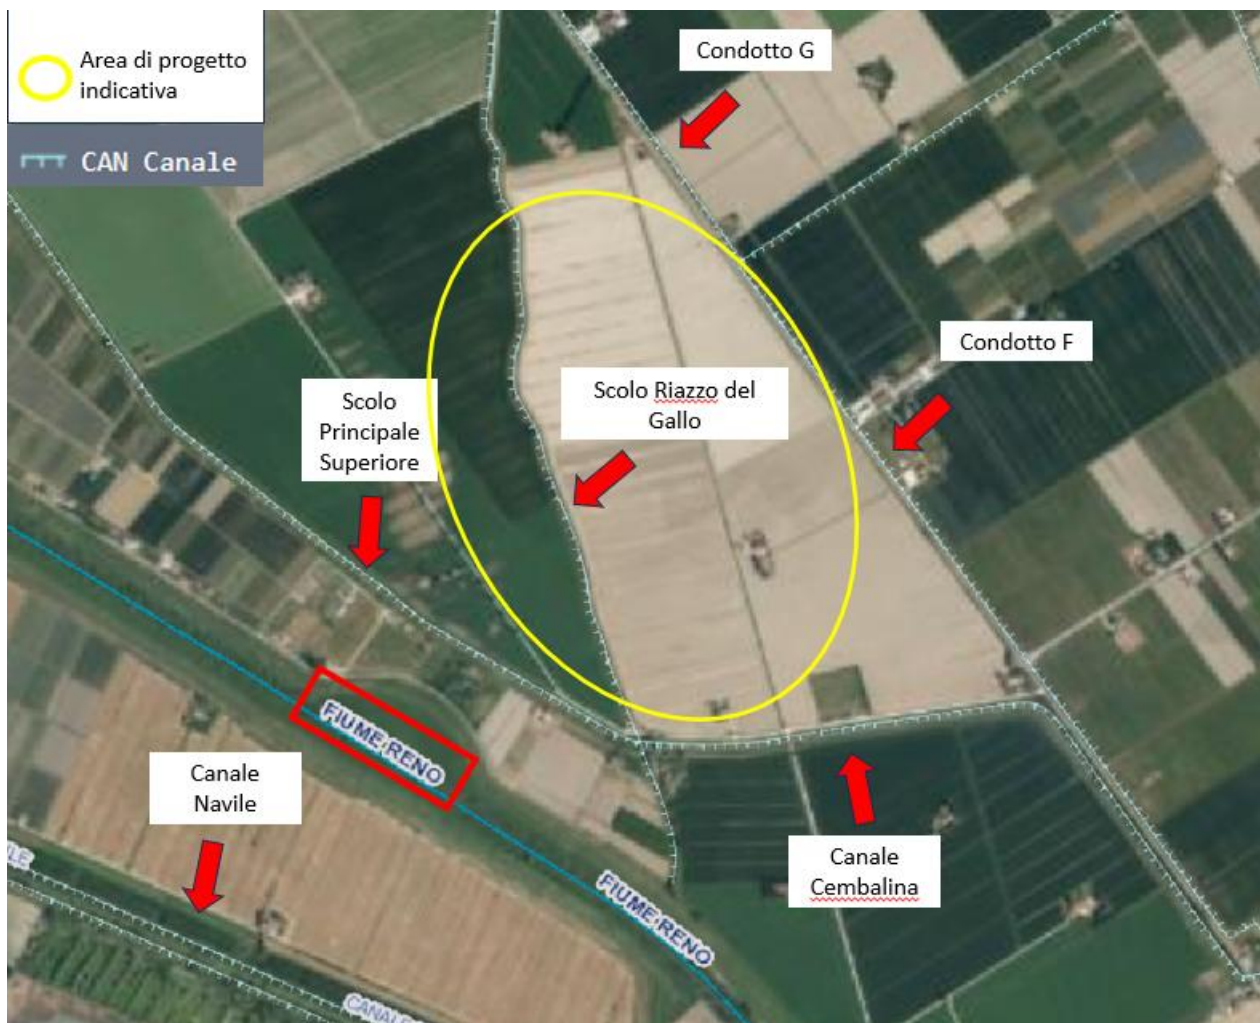 Area di progetto
indicativa
CAN Canale
Condotto G
Condotto F
Scolo Riazzo del
Gallo
Scolo
Principale
Superiore
FIUME RENO
Canale
Navile
Canale
Cembalina
FIUME RENO